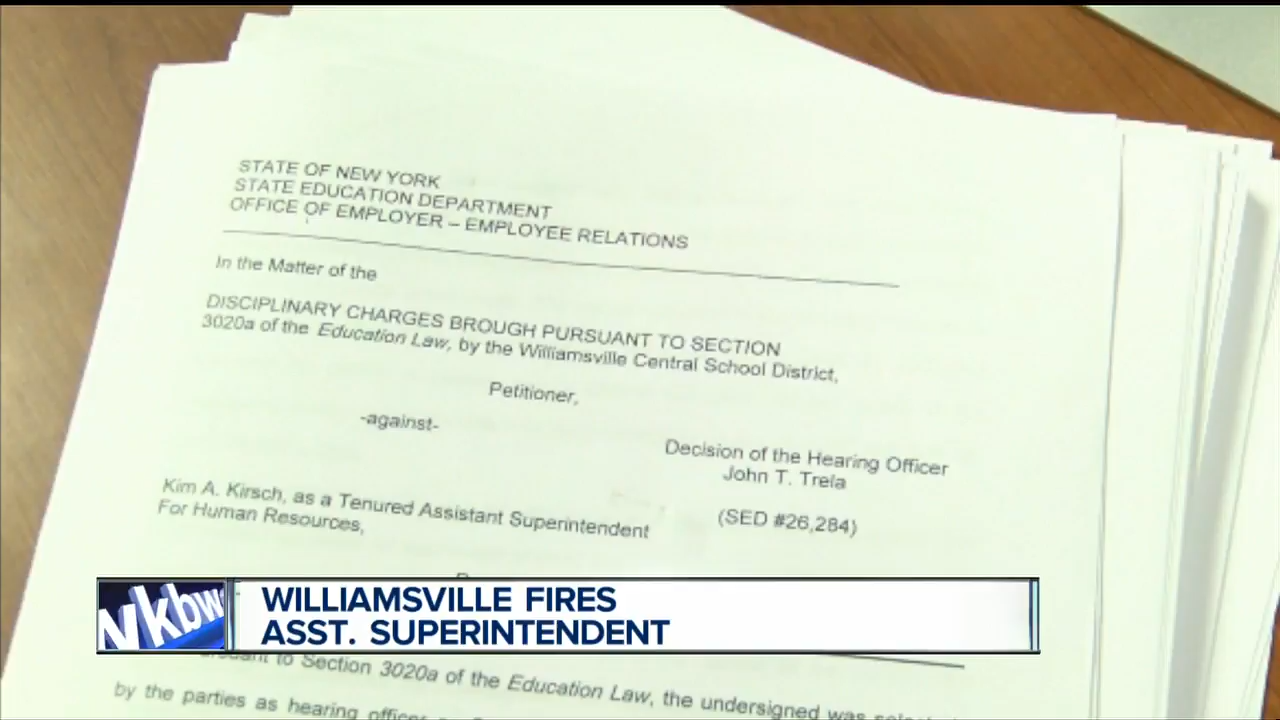 STATE OF NEW YORK
STATE EDUCATION DEPARTMENT
OFFICE OF EMPLOYER – EMPLOYEE RELATIONS
In the Matter of the
DISCIPLINARY CHARGES BROUGH PURSUANT TO SECTION
3020a of the Education Law, by the Williamsville Central School District,
Petitioner,
-against-
Decision of the Hearing Officer
John T. Trela
(SED #26,284)
Kim A. Kirsch, as a Tenured Assistant Superintendent
For Human Resources,
wkbw
WILLIAMSVILLE FIRES
ASST. SUPERINTENDENT
to Section 3020a of the Education Law, the undersigned was
by the parties as hearing